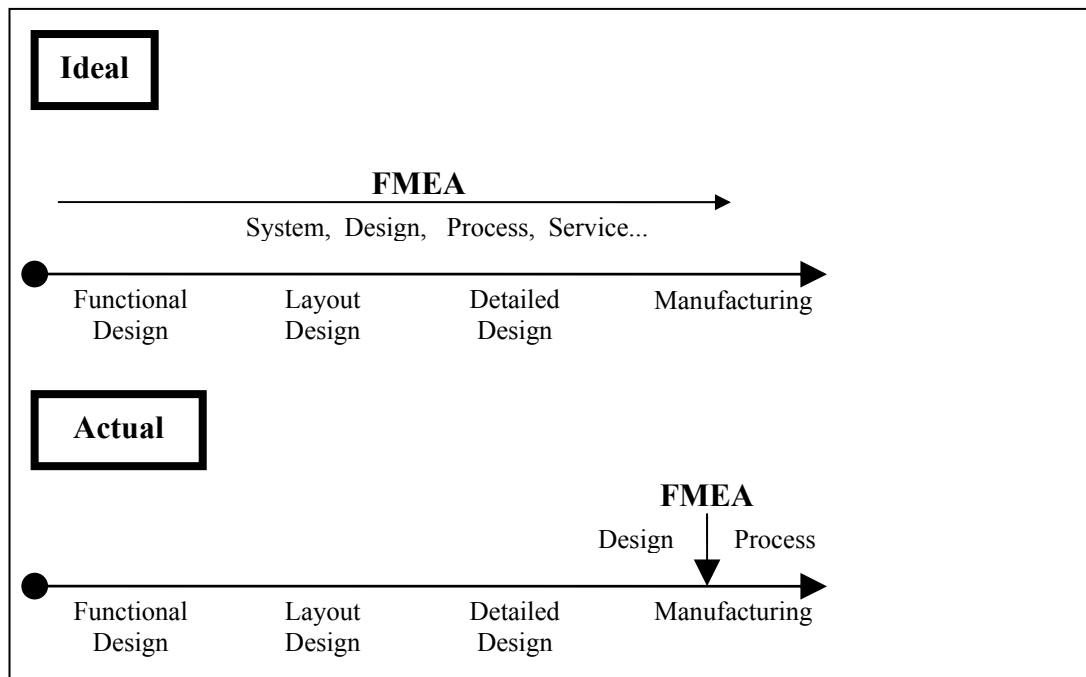 Ideal
FMEA
System, Design, Process, Service...
Functional Layout Detailed Manufacturing
Design Design Design
Actual
FMEA
Design Process
Functional Layout Detailed Manufacturing
Design Design Design